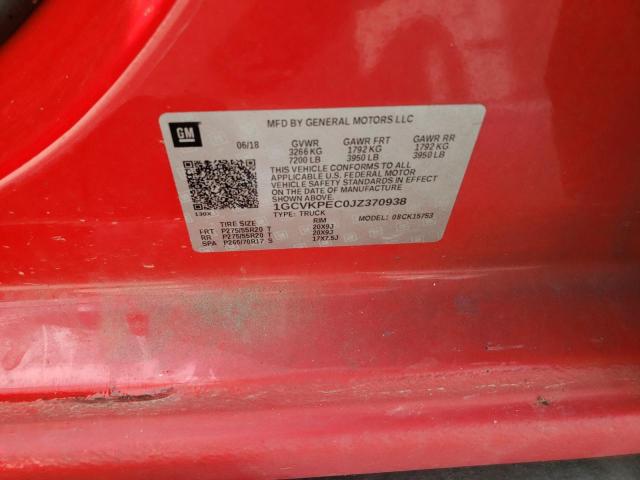 GM
MFD BY GENERAL MOTORS LLC
06/18 GVWR GAWR FRT GAWR RR
3266 KG 1792 KG 1792 KG
7200 LB 3950 LB 3950 LB
THIS VEHICLE CONFORMS TO ALL
APPLICABLE U.S. FEDERAL MOTOR
VEHICLE SAFETY STANDARDS IN EFFECT
ON THE DATE OF MANUFACTURE
SHOWN ABOVE.
1GCVKPEC0JZ370938
130X TYPE: TRUCK MODEL: 08CK15753
TIRE SIZE RIM
FRT P275/55R20 T 20X9J
RR P275/55R20 T 20X9J
SPA P265/70R17 S 17X7.5J